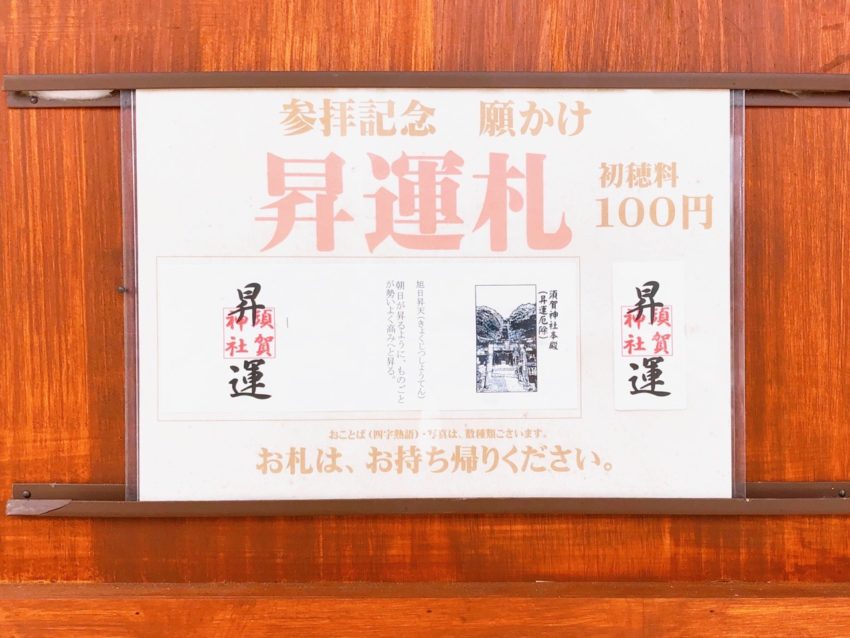 参拝記念　願かけ
昇運札
初穂料
100円
昇運
須賀
神社
旭日昇天（きょくじつしょうてん）
朝日が昇るように、ものごと
が勢いよく高みへと昇る。
須賀神社本殿
（昇運厄除）
昇運
須賀
神社
おことば（四字熟語）・写真は、数種類ございます。
お札は、お持ち帰りください。